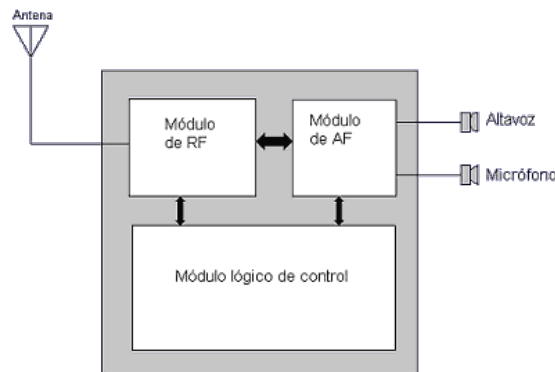 Antena
Módulo
de RF
Módulo
de AF
Altavoz
Micrófono
Módulo lógico de control